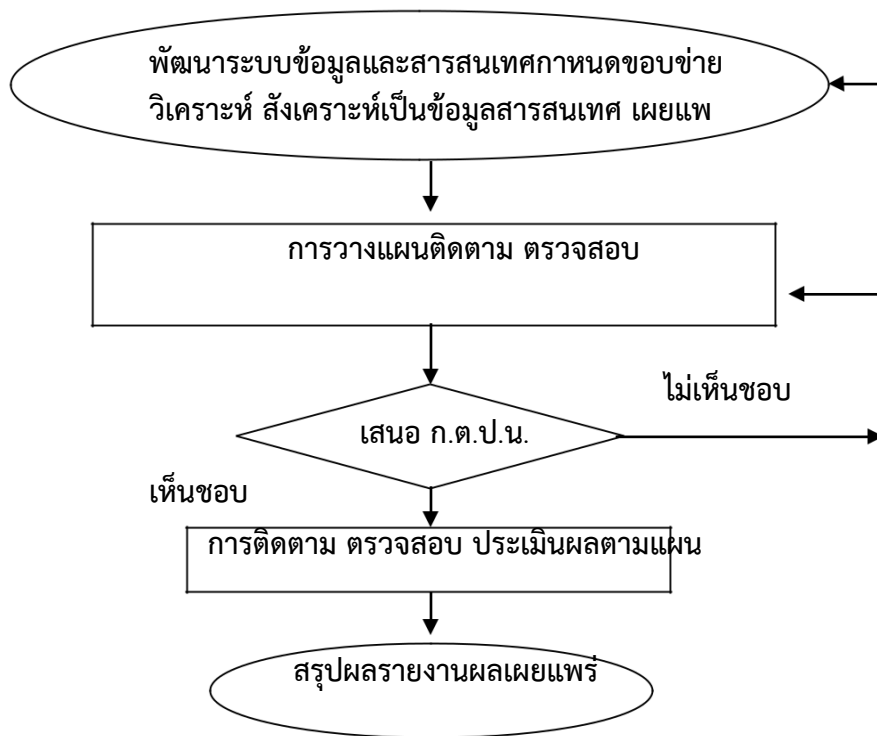 พัฒนาระบบข้อมูลและสารสนเทศกาหนดขอบข่าย
วิเคราะห์ สังเคราะห์เป็นข้อมูลสารสนเทศ เผยแพ
การวางแผนติดตาม ตรวจสอบ
ไม่เห็นชอบ
เสนอ ก.ต.ป.น.
เห็นชอบ
การติดตาม ตรวจสอบ ประเมินผลตามแผน
สรุปผลรายงานผลเผยแพร่